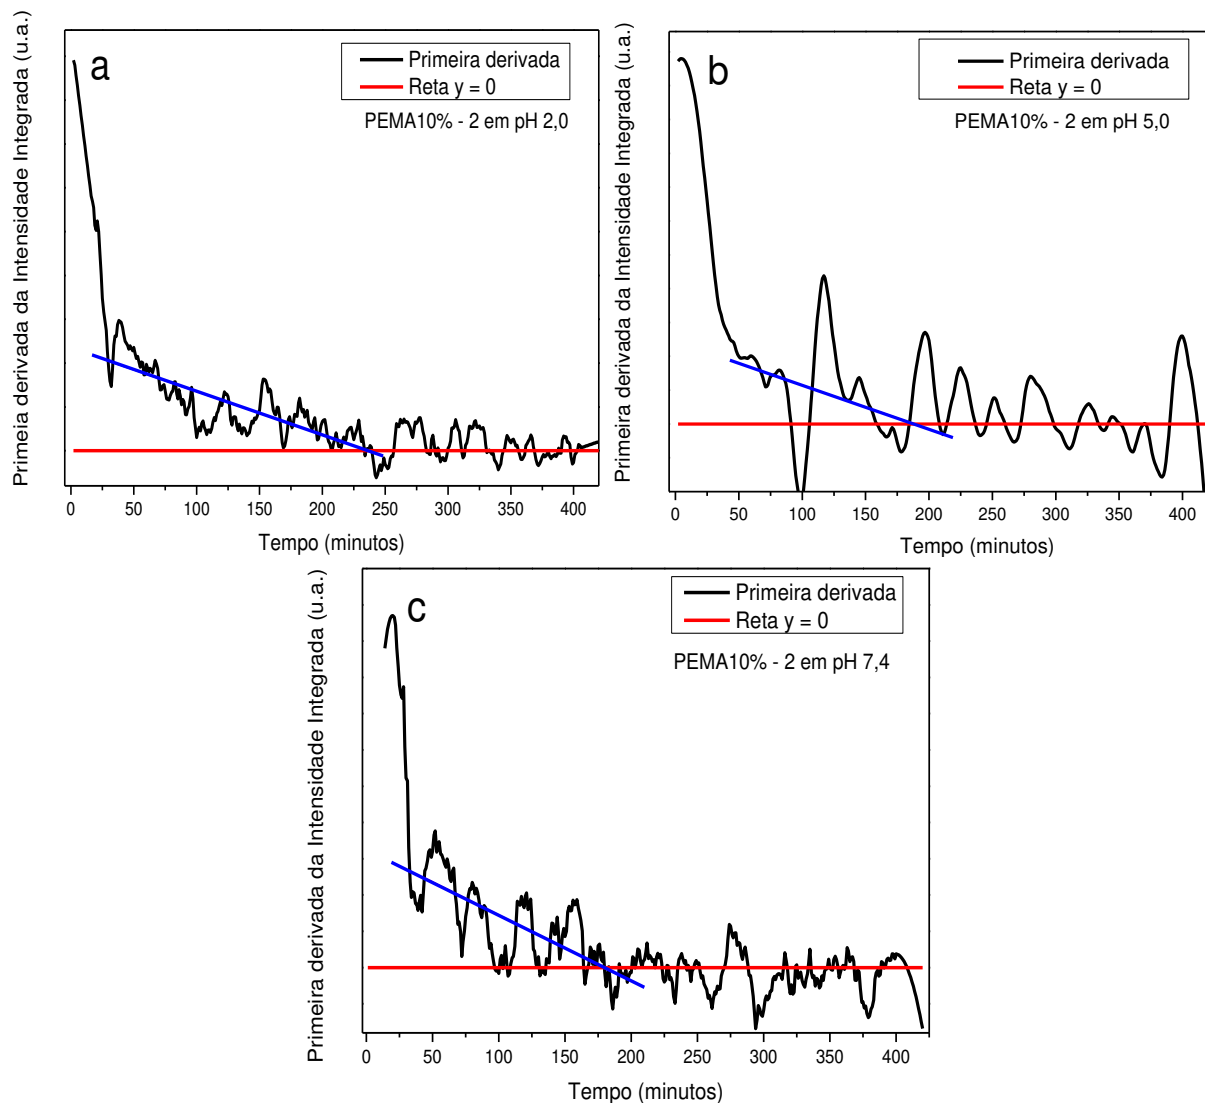 Primeia derivada da Intensidade Integrada (u.a.)
a
Primeira derivada
Reta y = 0
PEMA10% - 2 em pH 2,0
0 50 100 150 200 250 300 350 400
Tempo (minutos)
Primeira derivada da Intensidade Integrada (u.a.)
b
Primeira derivada
Reta y = 0
PEMA10% - 2 em pH 5,0
0 50 100 150 200 250 300 350 400
Tempo (minutos)
Primeira derivada da Intensidade Integrada (u.a.)
c
Primeira derivada
Reta y = 0
PEMA10% - 2 em pH 7,4
0 50 100 150 200 250 300 350 400
Tempo (minutos)